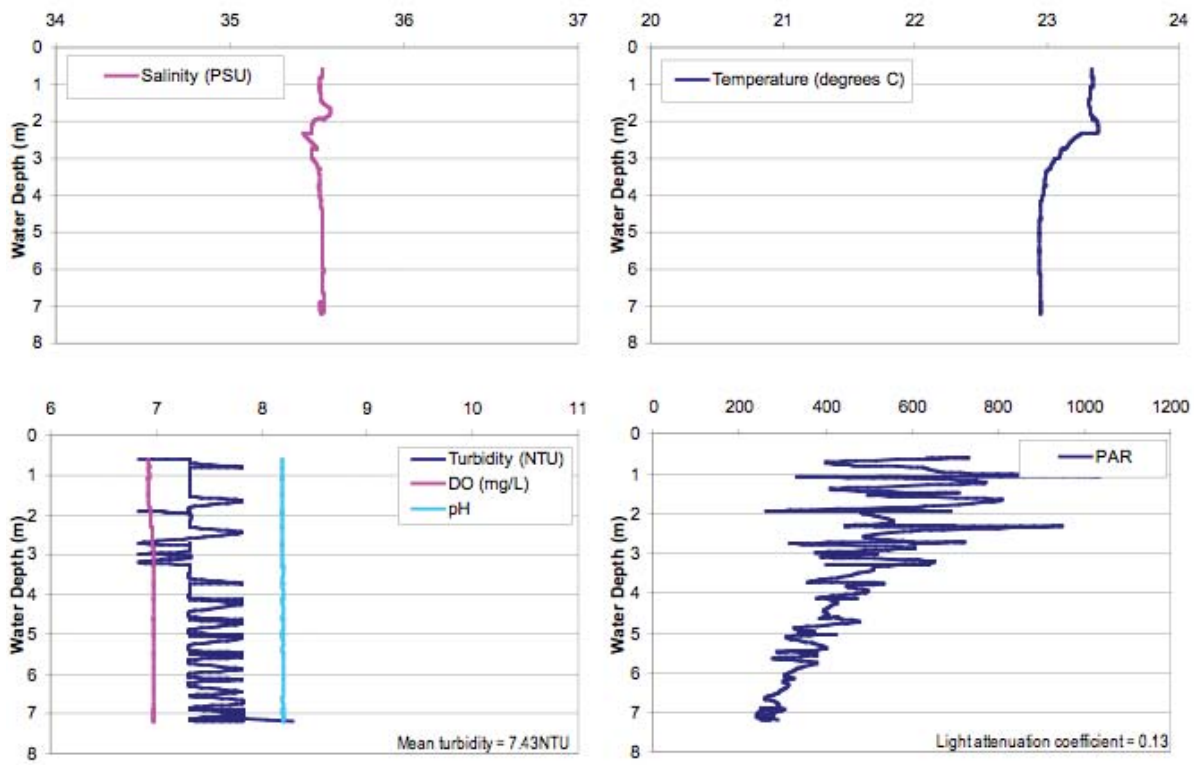 34 35 36 37
Salinity (PSU)
Water Depth (m)
0
1
2
3
4
5
6
7
8
20 21 22 23 24
Temperature (degrees C)
Water Depth (m)
0
1
2
3
4
5
6
7
8
6 7 8 9 10 11
Turbidity (NTU)
DO (mg/L)
pH
Water Depth (m)
0
1
2
3
4
5
6
7
8
Mean turbidity = 7.43NTU
0 200 400 600 800 1000 1200
PAR
Water Depth (m)
0
1
2
3
4
5
6
7
8
Light attenuation coefficient = 0.13